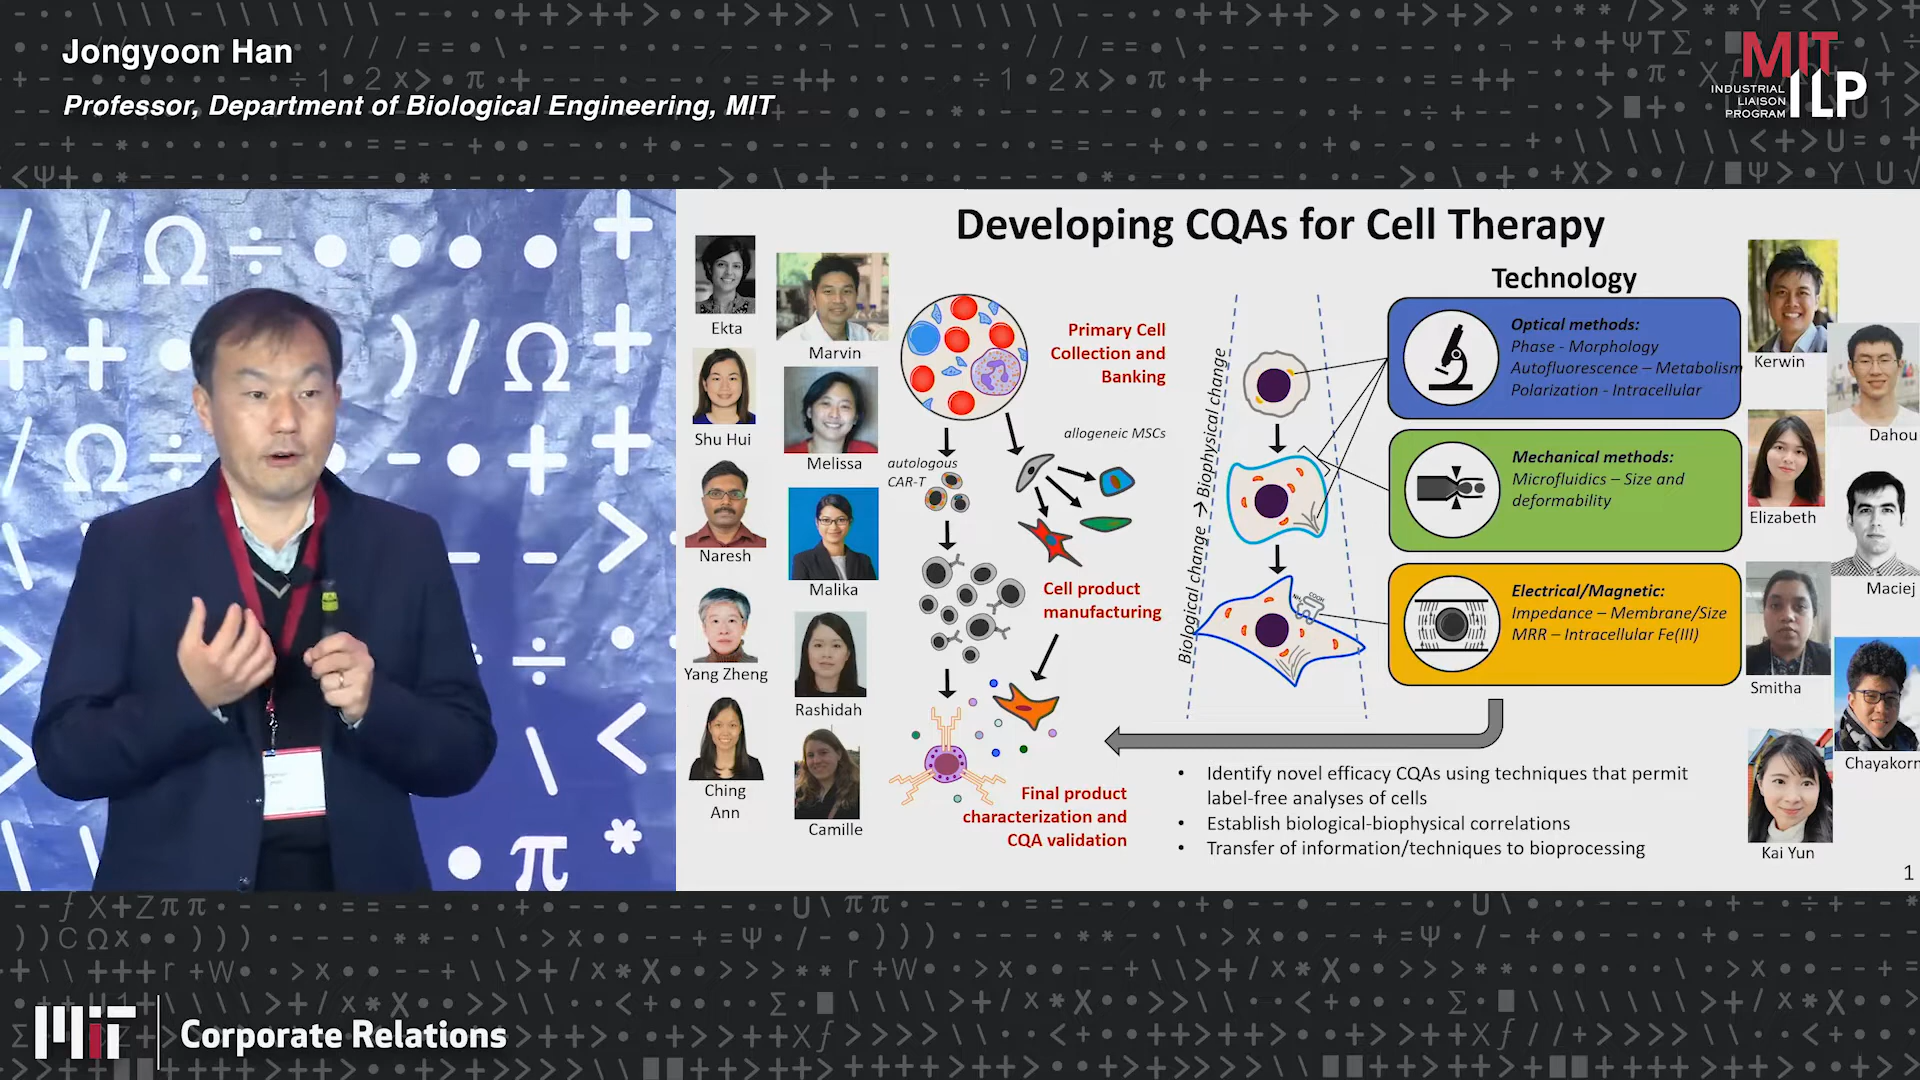 Jongyoon Han
Professor, Department of Biological Engineering, MIT
MIT
ILP
INDUSTRIAL
LIAISON
PROGRAM
Developing CQAs for Cell Therapy
Ekta
Marvin
Shu Hui
Melissa
Naresh
Malika
Yang Zheng
Rashidah
Ching
Ann
Camille
Primary Cell
Collection and
Banking
allogeneic MSCs
autologous
CAR-T
Cell product
manufacturing
Final product
characterization and
CQA validation
Biological change → Biophysical change
NH₂
COOH
Technology
Optical methods:
Phase - Morphology
Autofluorescence – Metabolism
Polarization - Intracellular
Mechanical methods:
Microfluidics – Size and
deformability
Electrical/Magnetic:
Impedance – Membrane/Size
MRR – Intracellular Fe(III)
• Identify novel efficacy CQAs using techniques that permit
label-free analyses of cells
• Establish biological-biophysical correlations
• Transfer of information/techniques to bioprocessing
Kerwin
Dahou
Elizabeth
Maciej
Smitha
Chayakorn
Kai Yun
1
MIT
Corporate Relations